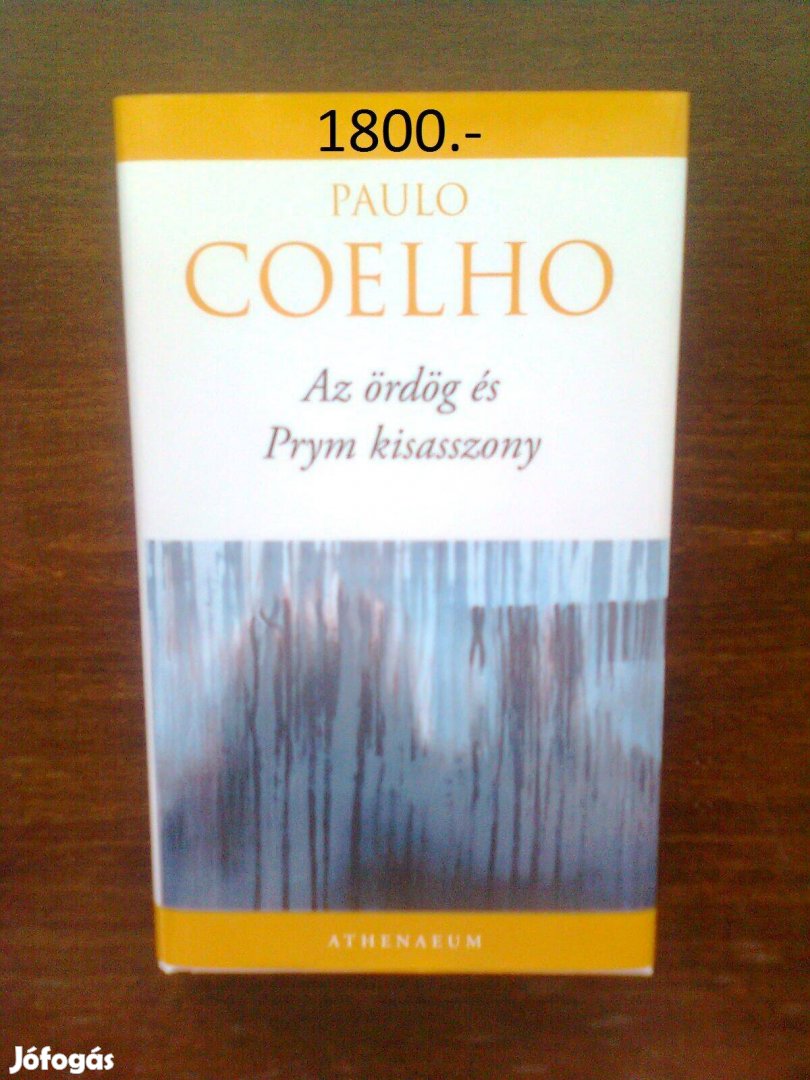 1800.-
PAULO
COELHO
Az ördög és
Prym kisasszony
ATHENAEUM
Jófogás